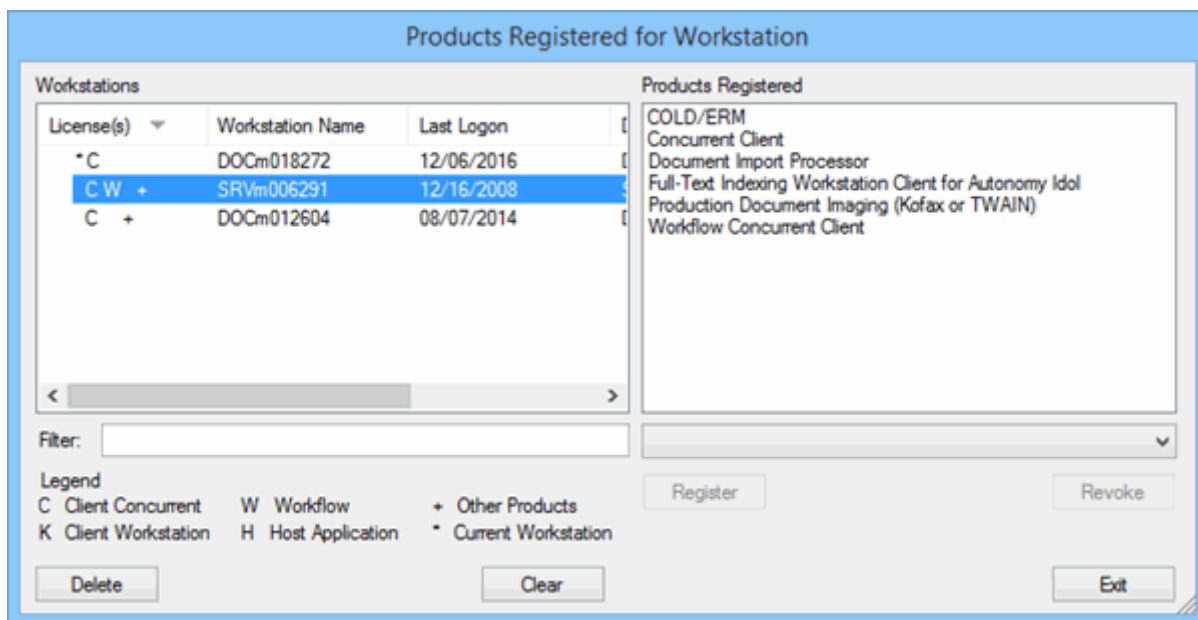 Products Registered for Workstation
Workstations
License(s) Workstation Name Last Logon
*C DOCm018272 12/06/2016
C W + SRVm006291 12/16/2008
C + DOCm012604 08/07/2014
Products Registered
COLD/ERM
Concurrent Client
Document Import Processor
Full-Text Indexing Workstation Client for Autonomy Idol
Production Document Imaging (Kofax or TWAIN)
Workflow Concurrent Client
Filter:
Legend
C Client Concurrent W Workflow + Other Products
K Client Workstation H Host Application * Current Workstation
Register
Revoke
Delete
Clear
Exit